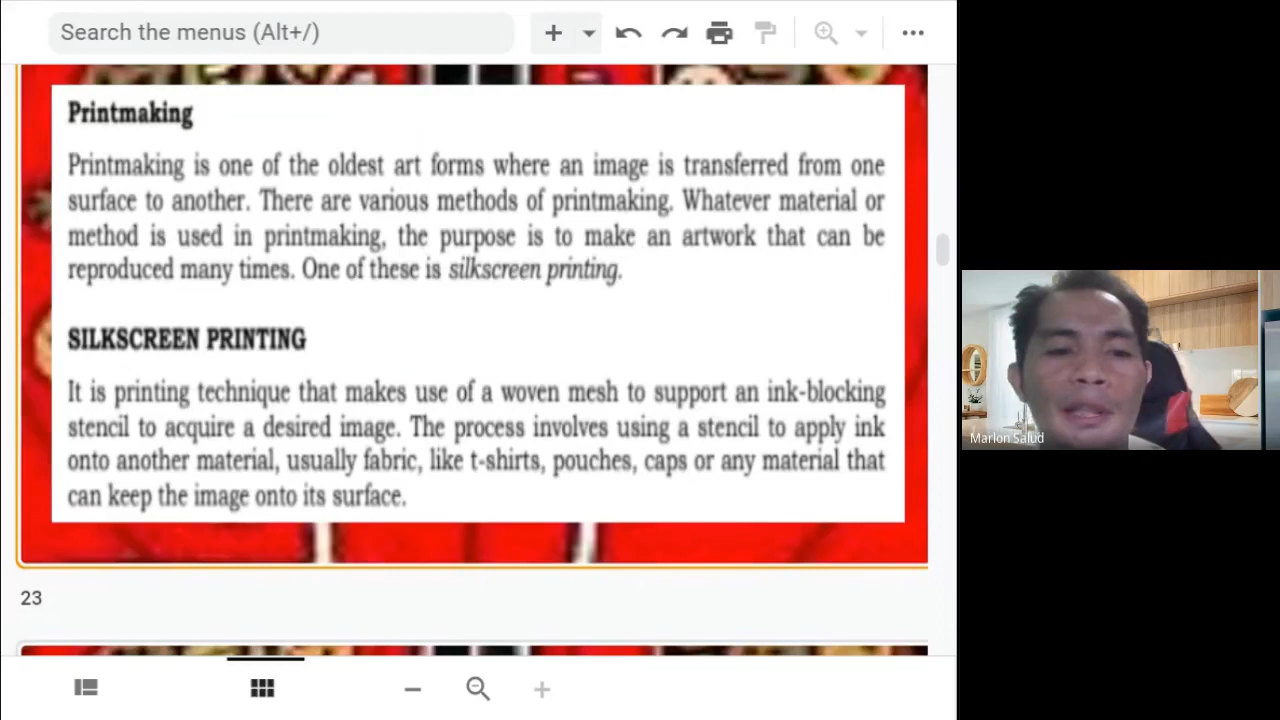 Search the menus (Alt+/)
Printmaking
Printmaking is one of the oldest art forms where an image is transferred from one
surface to another. There are various methods of printmaking. Whatever material or
method is used in printmaking, the purpose is to make an artwork that can be
reproduced many times. One of these is silkscreen printing.
SILKSCREEN PRINTING
It is printing technique that makes use of a woven mesh to support an ink-blocking
stencil to acquire a desired image. The process involves using a stencil to apply ink
onto another material, usually fabric, like t-shirts, pouches, caps or any material that
can keep the image onto its surface.
23
Marlon Salud